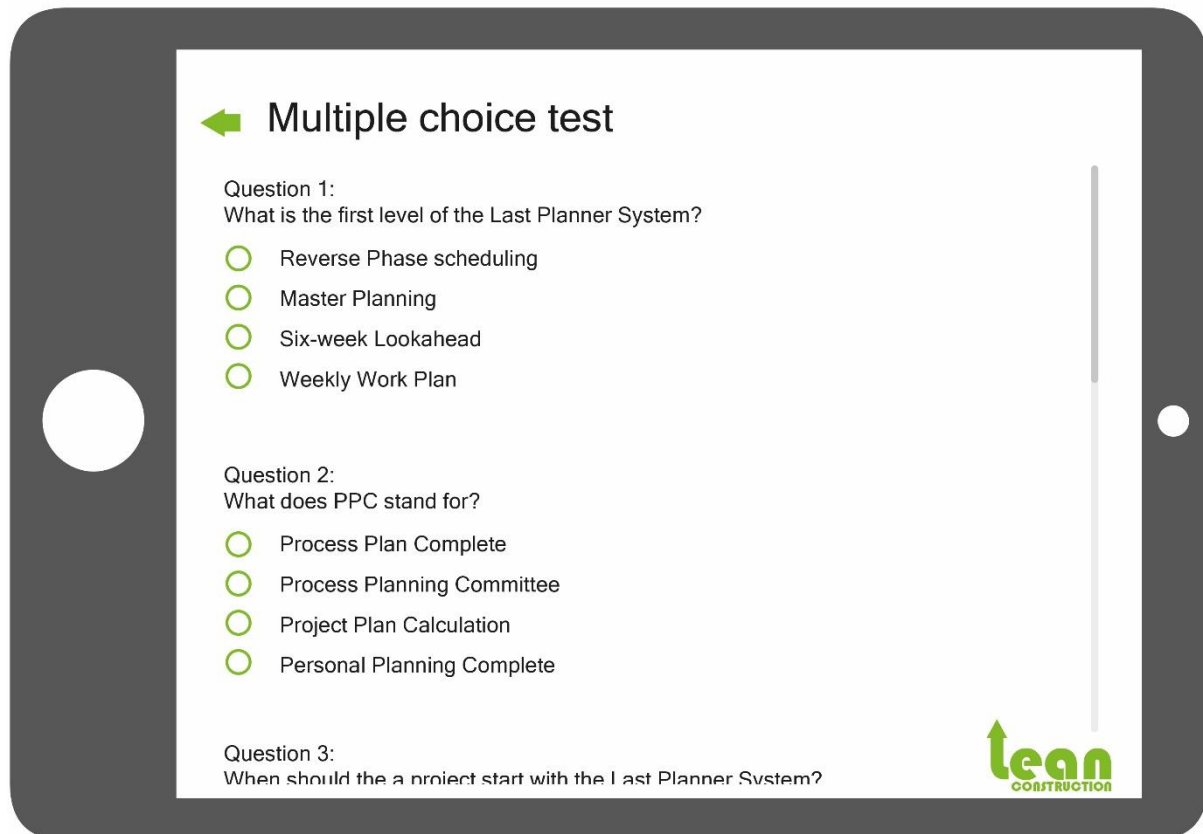 Multiple choice test
Question 1:
What is the first level of the Last Planner System?
Reverse Phase scheduling
Master Planning
Six-week Lookahead
Weekly Work Plan
Question 2:
What does PPC stand for?
Process Plan Complete
Process Planning Committee
Project Plan Calculation
Personal Planning Complete
Question 3:
When should the a project start with the Last Planner System?
lean
CONSTRUCTION